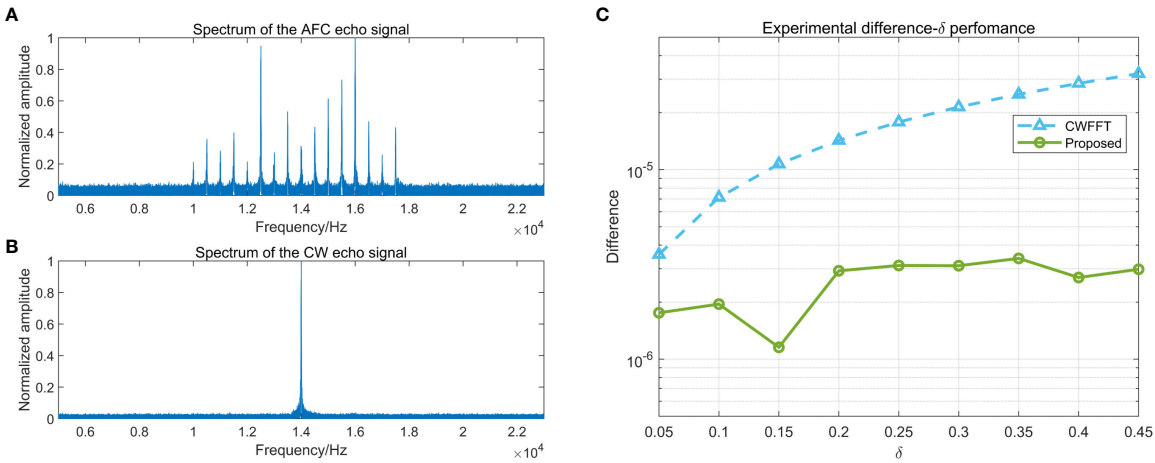 A
Spectrum of the AFC echo signal
Normalized amplitude
1
0.8
0.6
0.4
0.2
0
0.6 0.8 1 1.2 1.4 1.6 1.8 2 2.2
Frequency/Hz
×10^4
B
Spectrum of the CW echo signal
Normalized amplitude
1
0.8
0.6
0.4
0.2
0
0.6 0.8 1 1.2 1.4 1.6 1.8 2 2.2
Frequency/Hz
×10^4
C
Experimental difference-δ perfomance
Difference
10^-5
10^-6
CWFFT
Proposed
0.05 0.1 0.15 0.2 0.25 0.3 0.35 0.4 0.45
δ